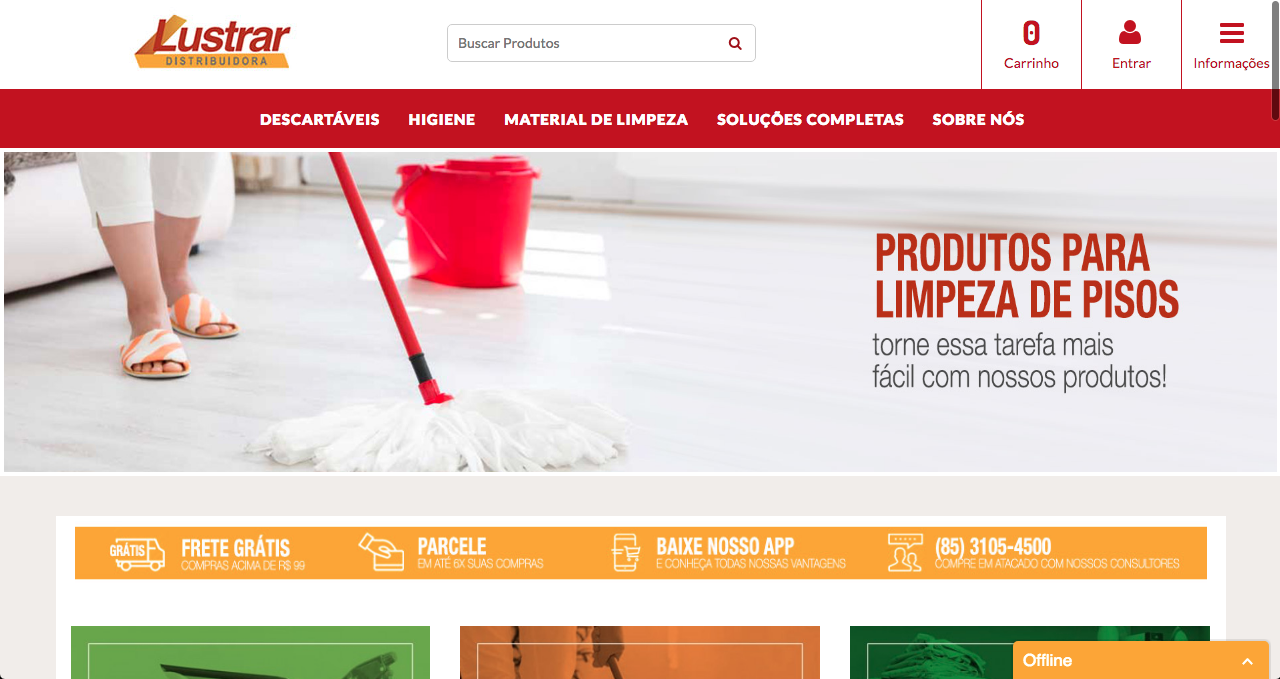 Lustrar
DISTRIBUIDORA
Buscar Produtos
0
Carrinho
Entrar
Informações
DESCARTÁVEIS HIGIENE MATERIAL DE LIMPEZA SOLUÇÕES COMPLETAS SOBRE NÓS
PRODUTOS PARA
LIMPEZA DE PISOS
torne essa tarefa mais
fácil com nossos produtos!
GRÁTIS
FRETE GRÁTIS
COMPRAS ACIMA DE R$ 99
PARCELE
EM ATÉ 6X SUAS COMPRAS
BAIXE NOSSO APP
E CONHEÇA TODAS NOSSAS VANTAGENS
(85) 3105-4500
COMPRE EM ATACADO COM NOSSOS CONSULTORES
Offline